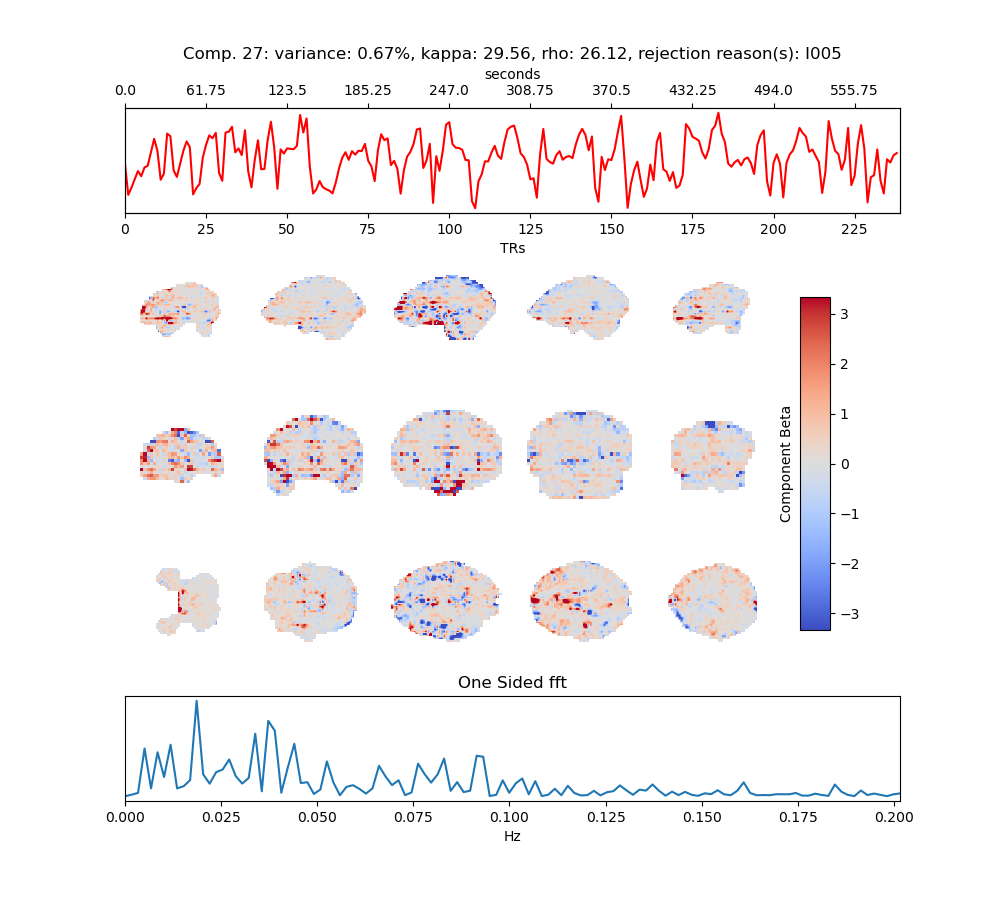 Comp. 27: variance: 0.67%, kappa: 29.56, rho: 26.12, rejection reason(s): I005
seconds
0.0 61.75 123.5 185.25 247.0 308.75 370.5 432.25 494.0 555.75
0 25 50 75 100 125 150 175 200 225
TRs
3
2
1
0
−1
−2
−3
Component Beta
One Sided fft
0.000 0.025 0.050 0.075 0.100 0.125 0.150 0.175 0.200
Hz